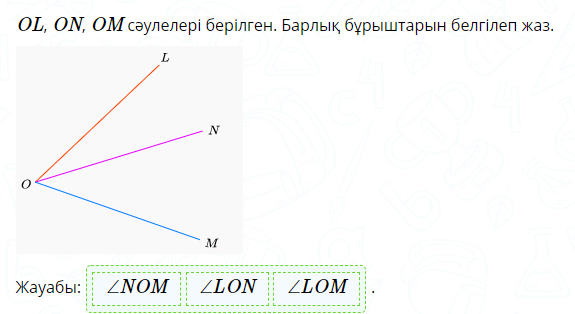 OL, ON, OM сәулелері берілген. Барлық бұрыштарын белгілеп жаз.
L
N
O
M
Жауабы: ∠NOM ∠LON ∠LOM .